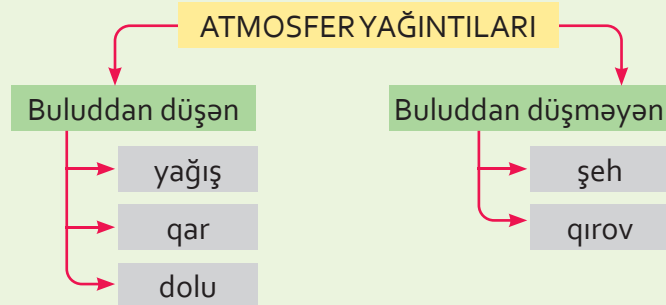 ATMOSFER YAĞINTILARI
Buluddan düşən
yağış
qar
dolu
Buluddan düşməyən
şeh
qırov